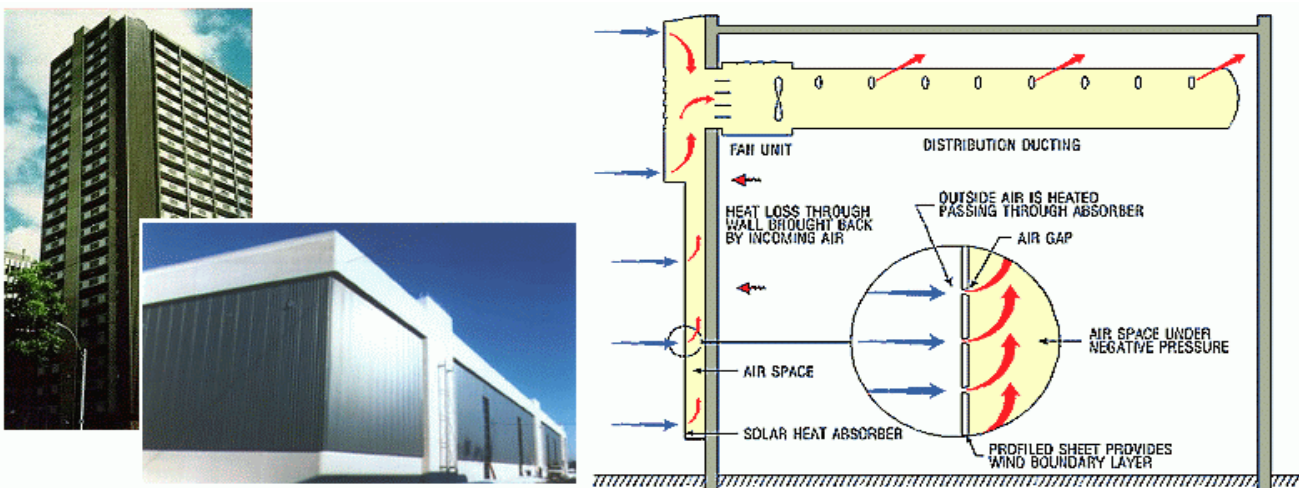 FAN UNIT
DISTRIBUTION DUCTING
HEAT LOSS THROUGH
WALL BROUGHT BACK
BY INCOMING AIR
OUTSIDE AIR IS HEATED
PASSING THROUGH ABSORBER
AIR GAP
AIR SPACE UNDER
NEGATIVE PRESSURE
AIR SPACE
SOLAR HEAT ABSORBER
PROFILED SHEET PROVIDES
WIND BOUNDARY LAYER